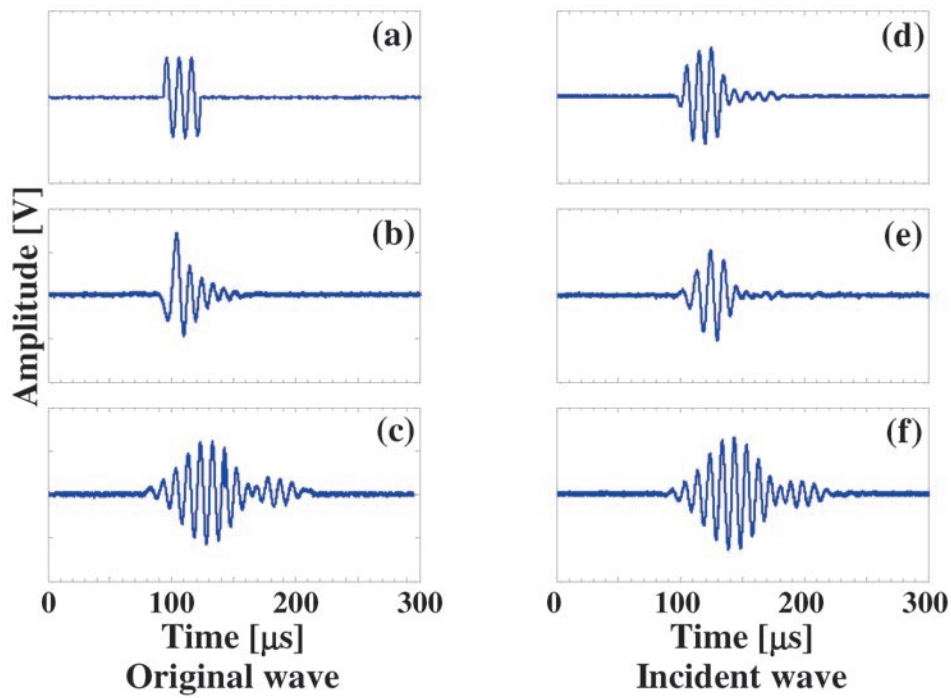 (a)
(d)
(b)
(e)
(c)
(f)
Amplitude [V]
0 100 200 300
0 100 200 300
Time [μs]
Time [μs]
Original wave
Incident wave